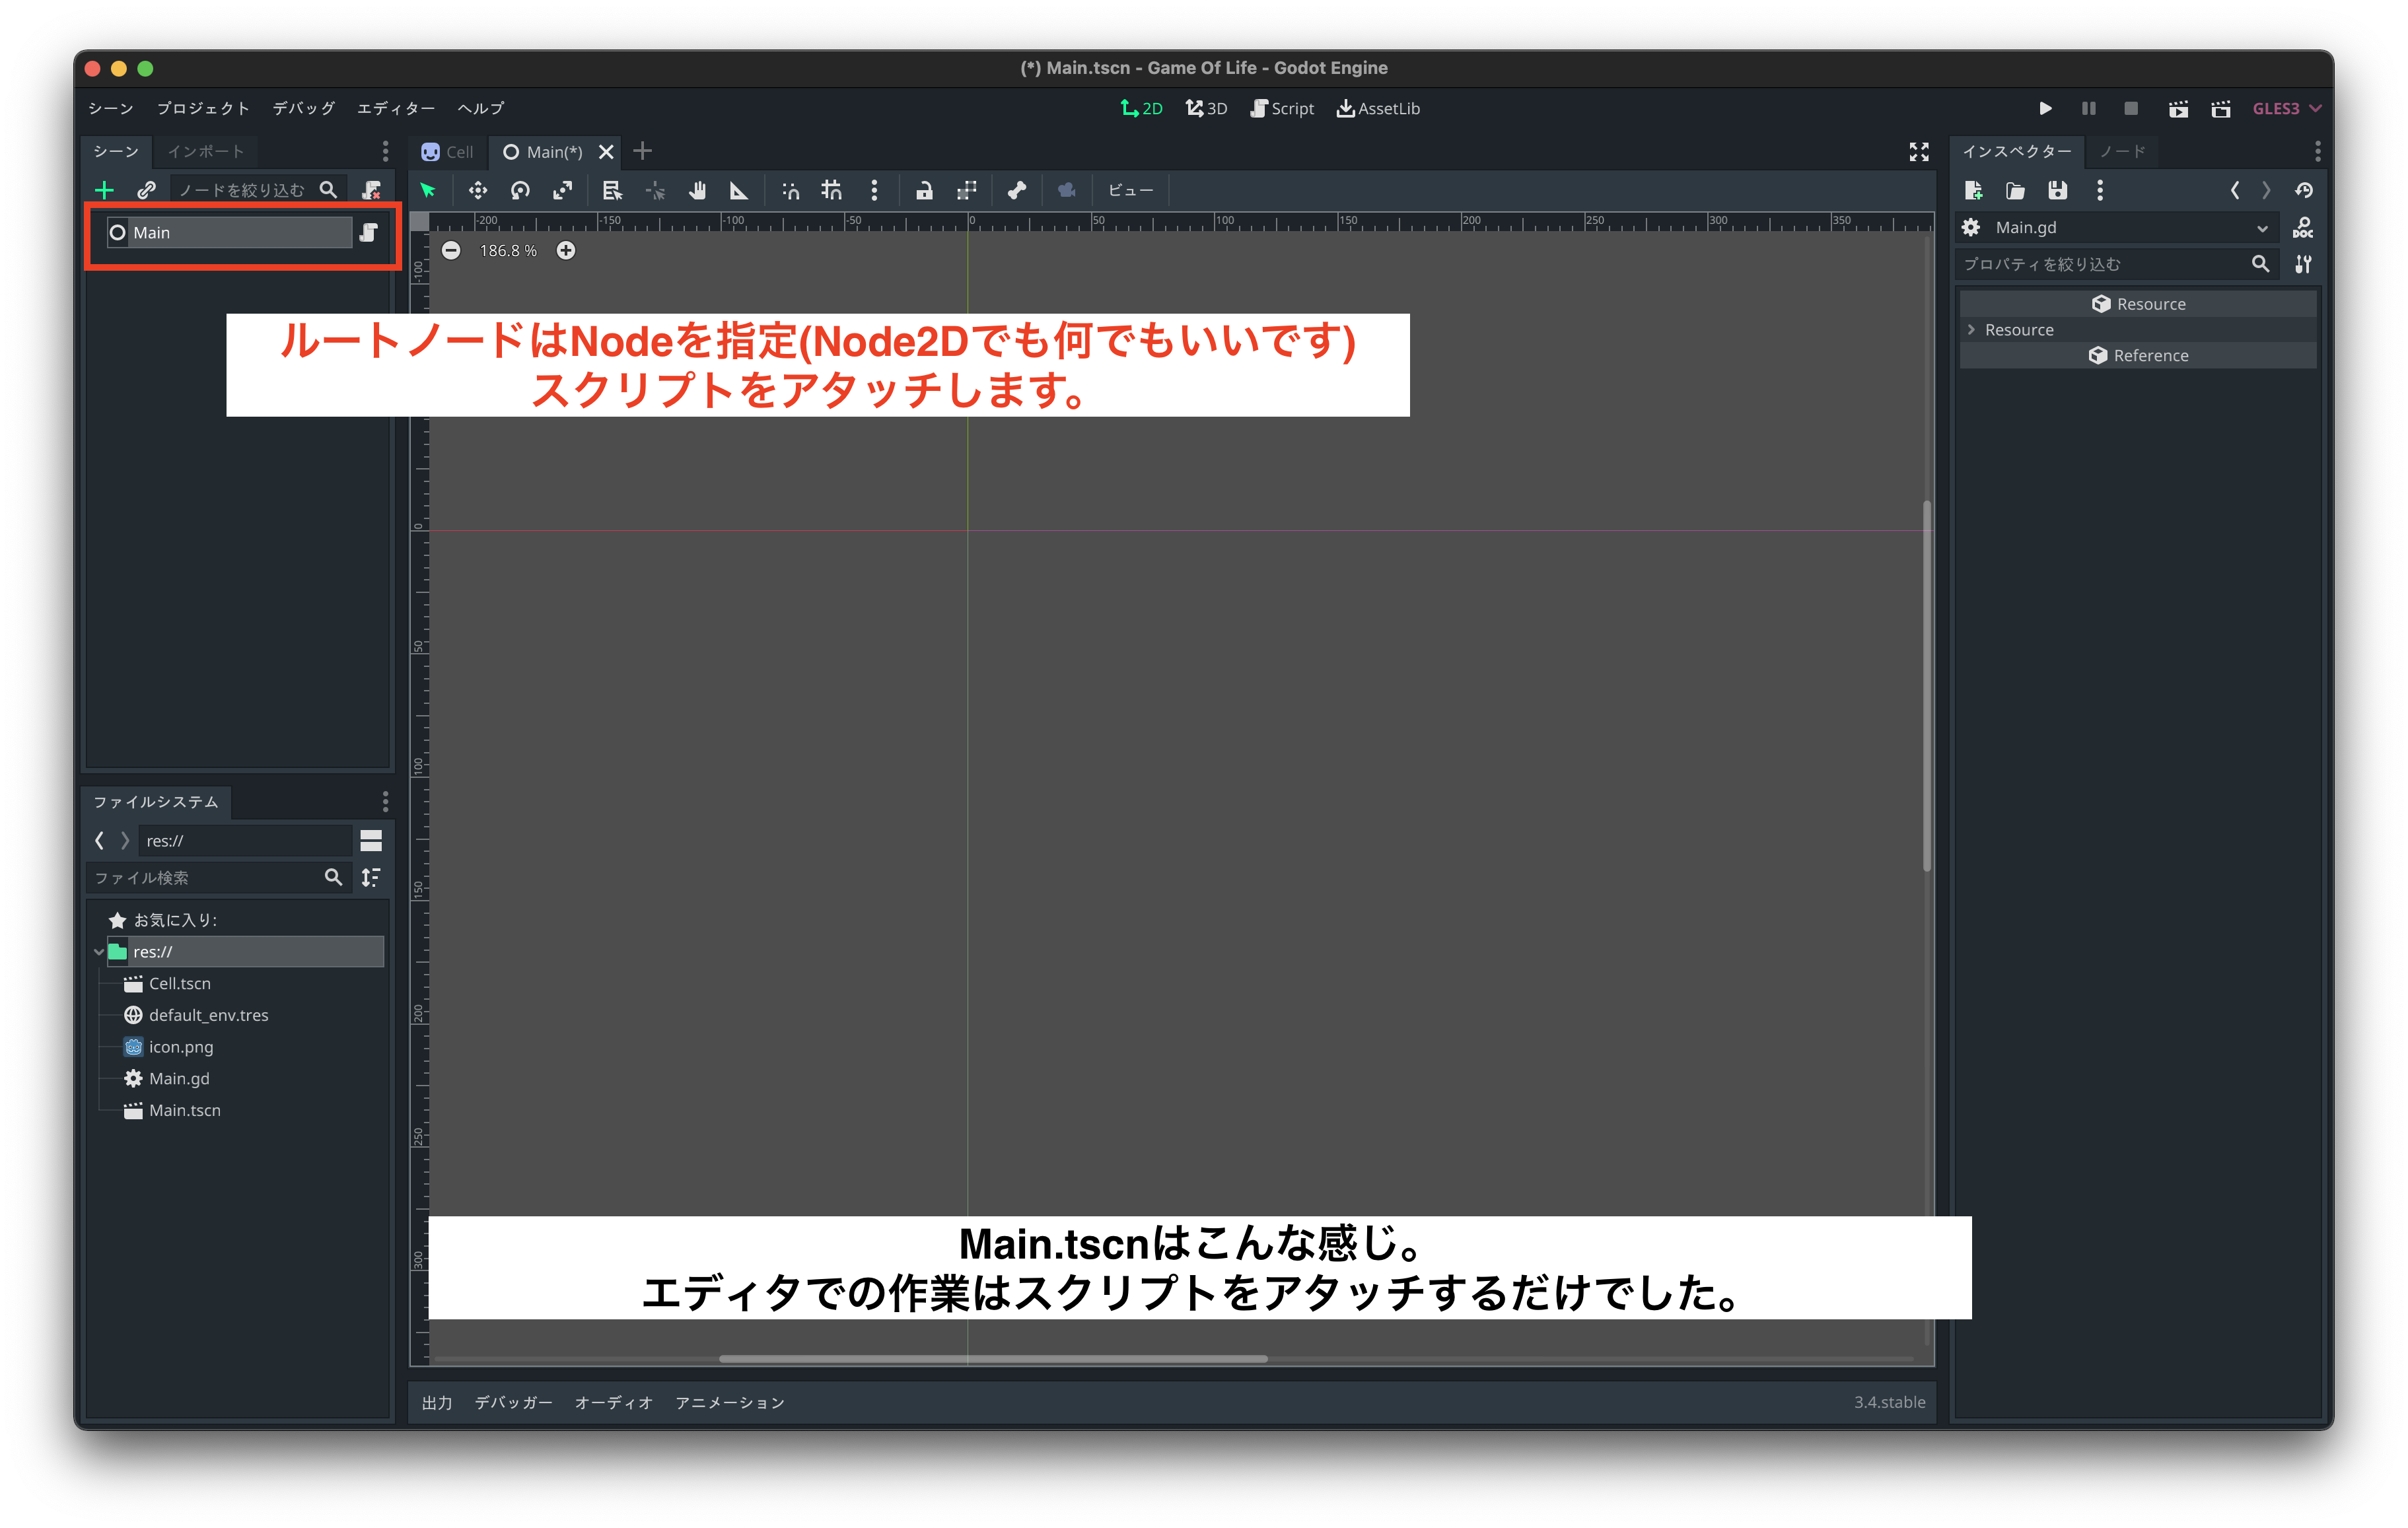 (*) Main.tscn - Game Of Life - Godot Engine
シーン プロジェクト デバッグ エディター ヘルプ
2D 3D Script AssetLib
GLES3
シーン インポート
Cell Main(*)
インスペクター ノード
ノードを絞り込む
ビュー
Main
Main.gd
DOC
プロパティを絞り込む
-200 -150 -100 -50 0 50 100 150 200 250 300 350
186.8 %
-100
0
50
100
150
200
250
300
Resource
Resource
Reference
ルートノードはNodeを指定(Node2Dでも何でもいいです)
スクリプトをアタッチします。
ファイルシステム
res://
ファイル検索
お気に入り:
res://
Cell.tscn
default_env.tres
icon.png
Main.gd
Main.tscn
Main.tscnはこんな感じ。
エディタでの作業はスクリプトをアタッチするだけでした。
出力 デバッガー オーディオ アニメーション
3.4.stable